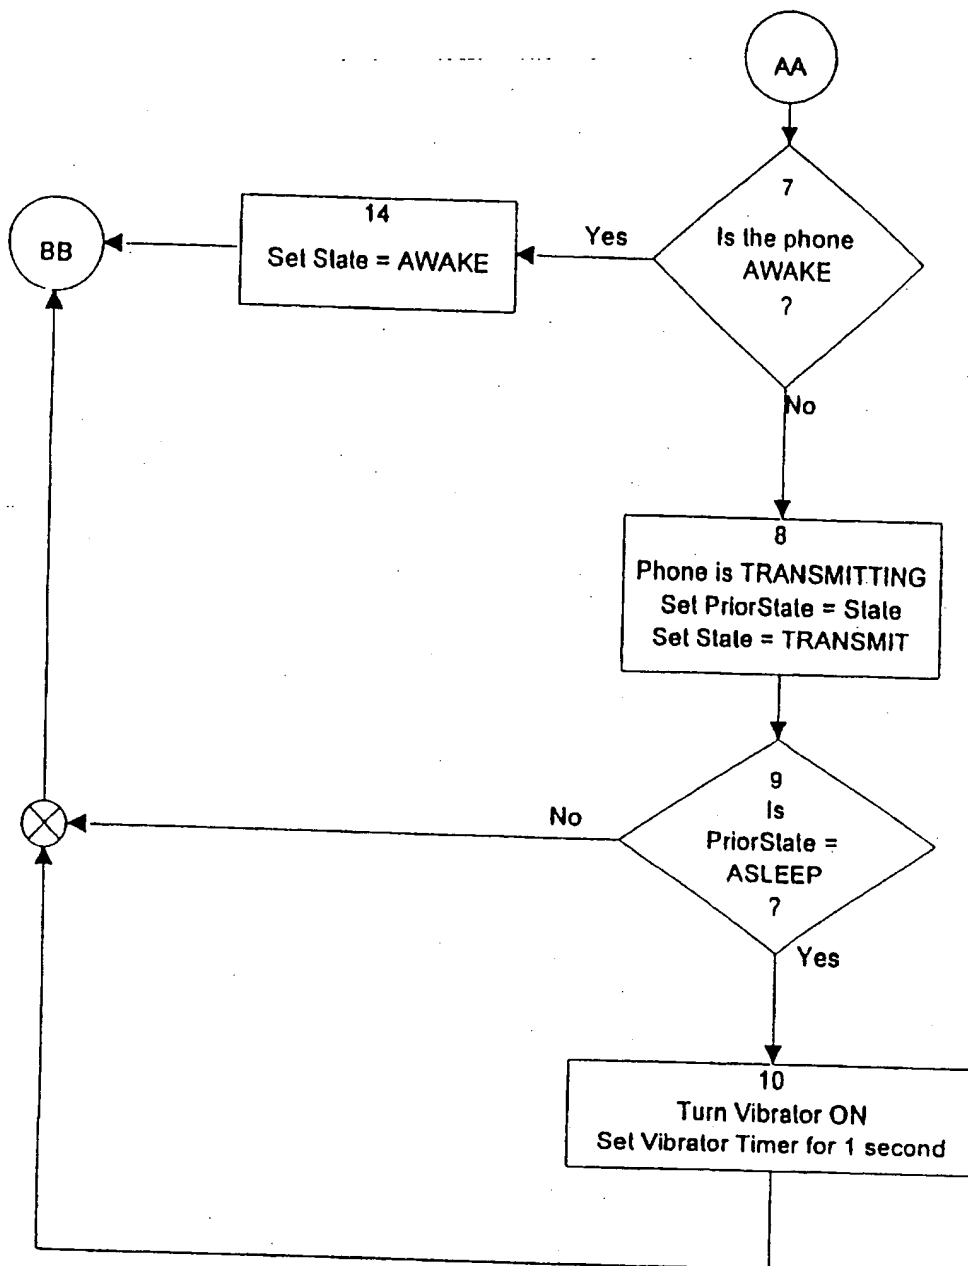 AA
7
Is the phone
AWAKE
?
Yes
14
Set State = AWAKE
BB
No
8
Phone is TRANSMITTING
Set PriorState = State
Set State = TRANSMIT
9
Is
PriorState =
ASLEEP
?
No
Yes
10
Turn Vibrator ON
Set Vibrator Timer for 1 second